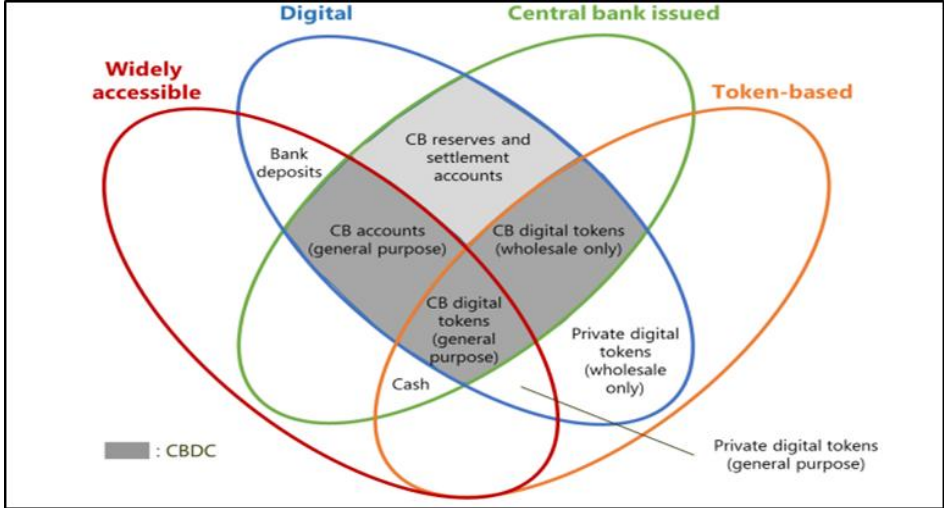 Digital
Central bank issued
Widely
accessible
Token-based
Bank
deposits
CB reserves and
settlement
accounts
CB accounts
(general purpose)
CB digital tokens
(wholesale only)
CB digital
tokens
(general
purpose)
Private digital
tokens
(wholesale
only)
Cash
Private digital tokens
(general purpose)
: CBDC